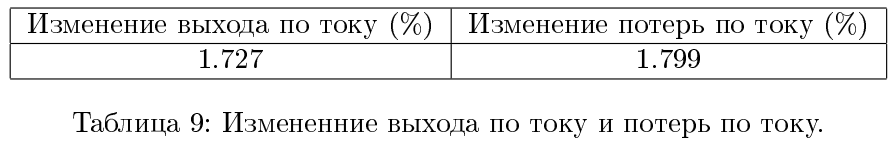 Изменение выхода по току (%) Изменение потерь по току (%)
1.727 1.799
Таблица 9: Измененние выхода по току и потерь по току.